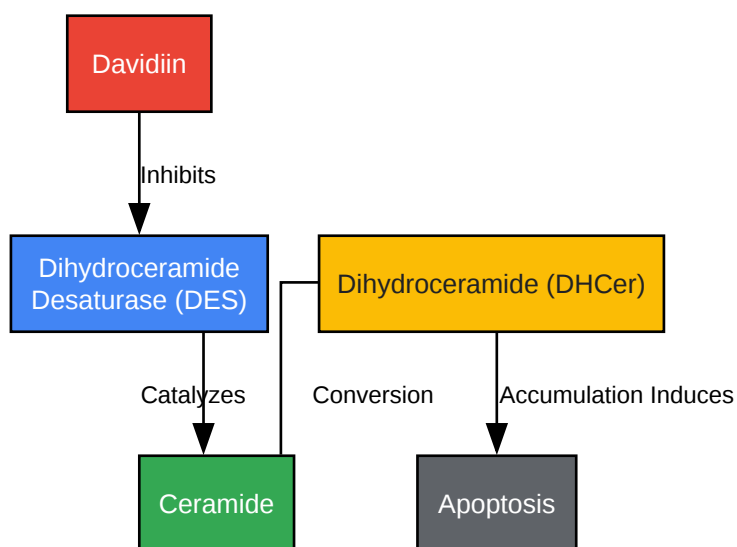 Davidiin
Inhibits
Dihydroceramide
Desaturase (DES)
Dihydroceramide (DHCer)
Catalyzes
Conversion
Accumulation Induces
Ceramide
Apoptosis